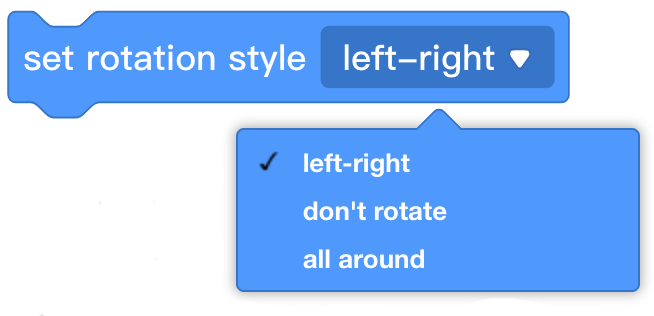 set rotation style left–right
left-right
don't rotate
all around